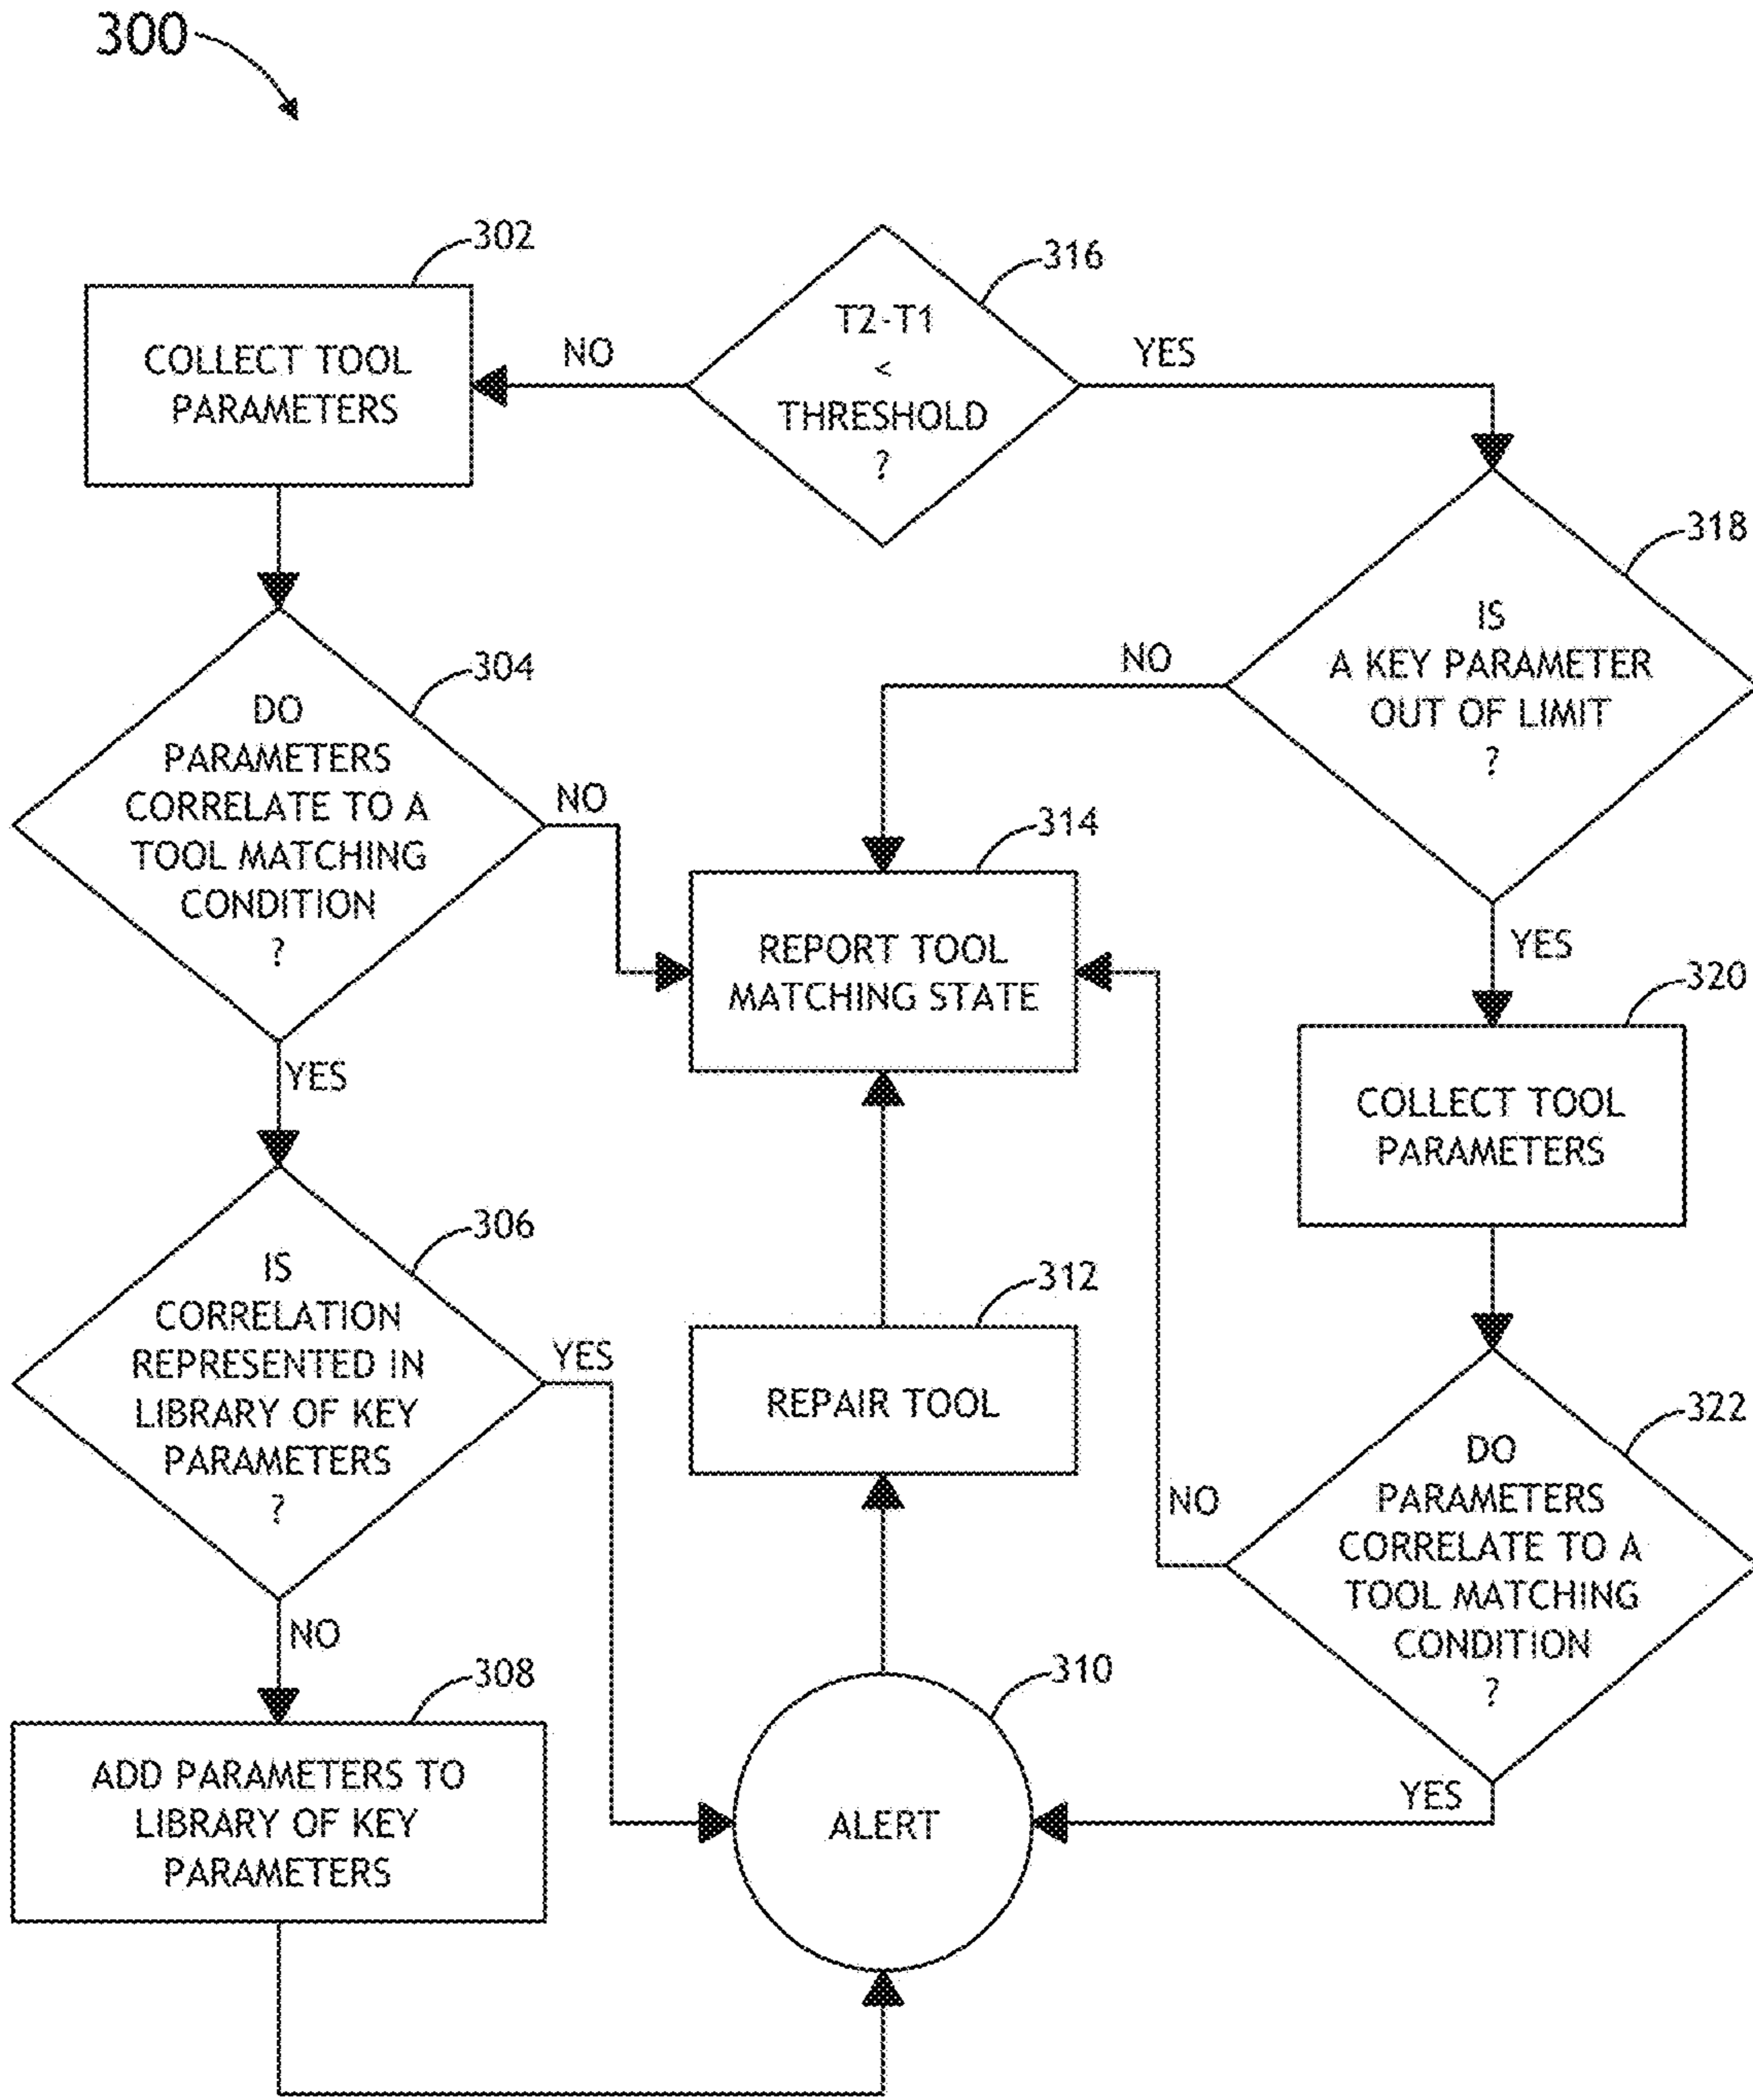 300
302
COLLECT TOOL
PARAMETERS
NO
316
T2-T1
<
THRESHOLD
?
YES
318
IS
A KEY PARAMETER
OUT OF LIMIT
?
NO
YES
304
DO
PARAMETERS
CORRELATE TO A
TOOL MATCHING
CONDITION
?
NO
YES
314
REPORT TOOL
MATCHING STATE
320
COLLECT TOOL
PARAMETERS
306
IS
CORRELATION
REPRESENTED IN
LIBRARY OF KEY
PARAMETERS
?
YES
NO
312
REPAIR TOOL
322
DO
PARAMETERS
CORRELATE TO A
TOOL MATCHING
CONDITION
?
NO
YES
308
ADD PARAMETERS TO
LIBRARY OF KEY
PARAMETERS
310
ALERT